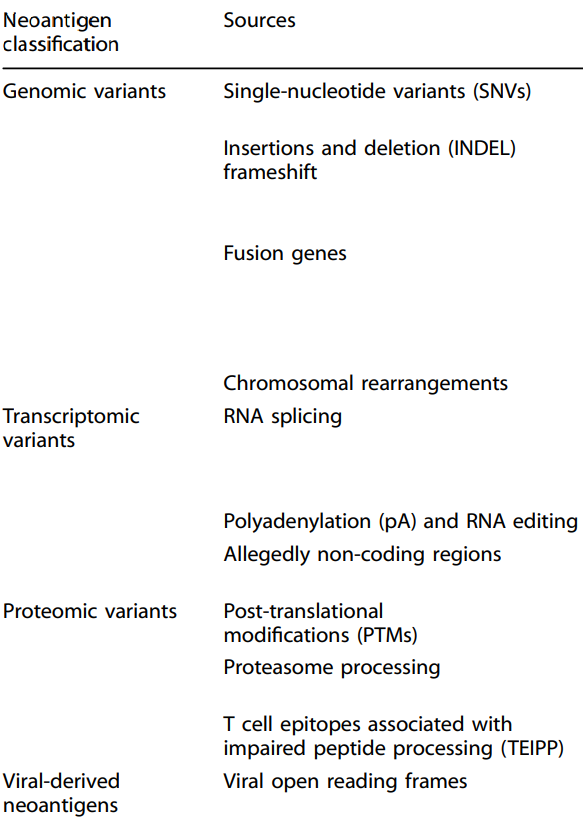 Neoantigen classification Sources
Genomic variants Single-nucleotide variants (SNVs)
Insertions and deletion (INDEL)
frameshift
Fusion genes
Chromosomal rearrangements
Transcriptomic variants RNA splicing
Polyadenylation (pA) and RNA editing
Allegedly non-coding regions
Proteomic variants Post-translational
modifications (PTMs)
Proteasome processing
T cell epitopes associated with
impaired peptide processing (TEIPP)
Viral-derived neoantigens Viral open reading frames